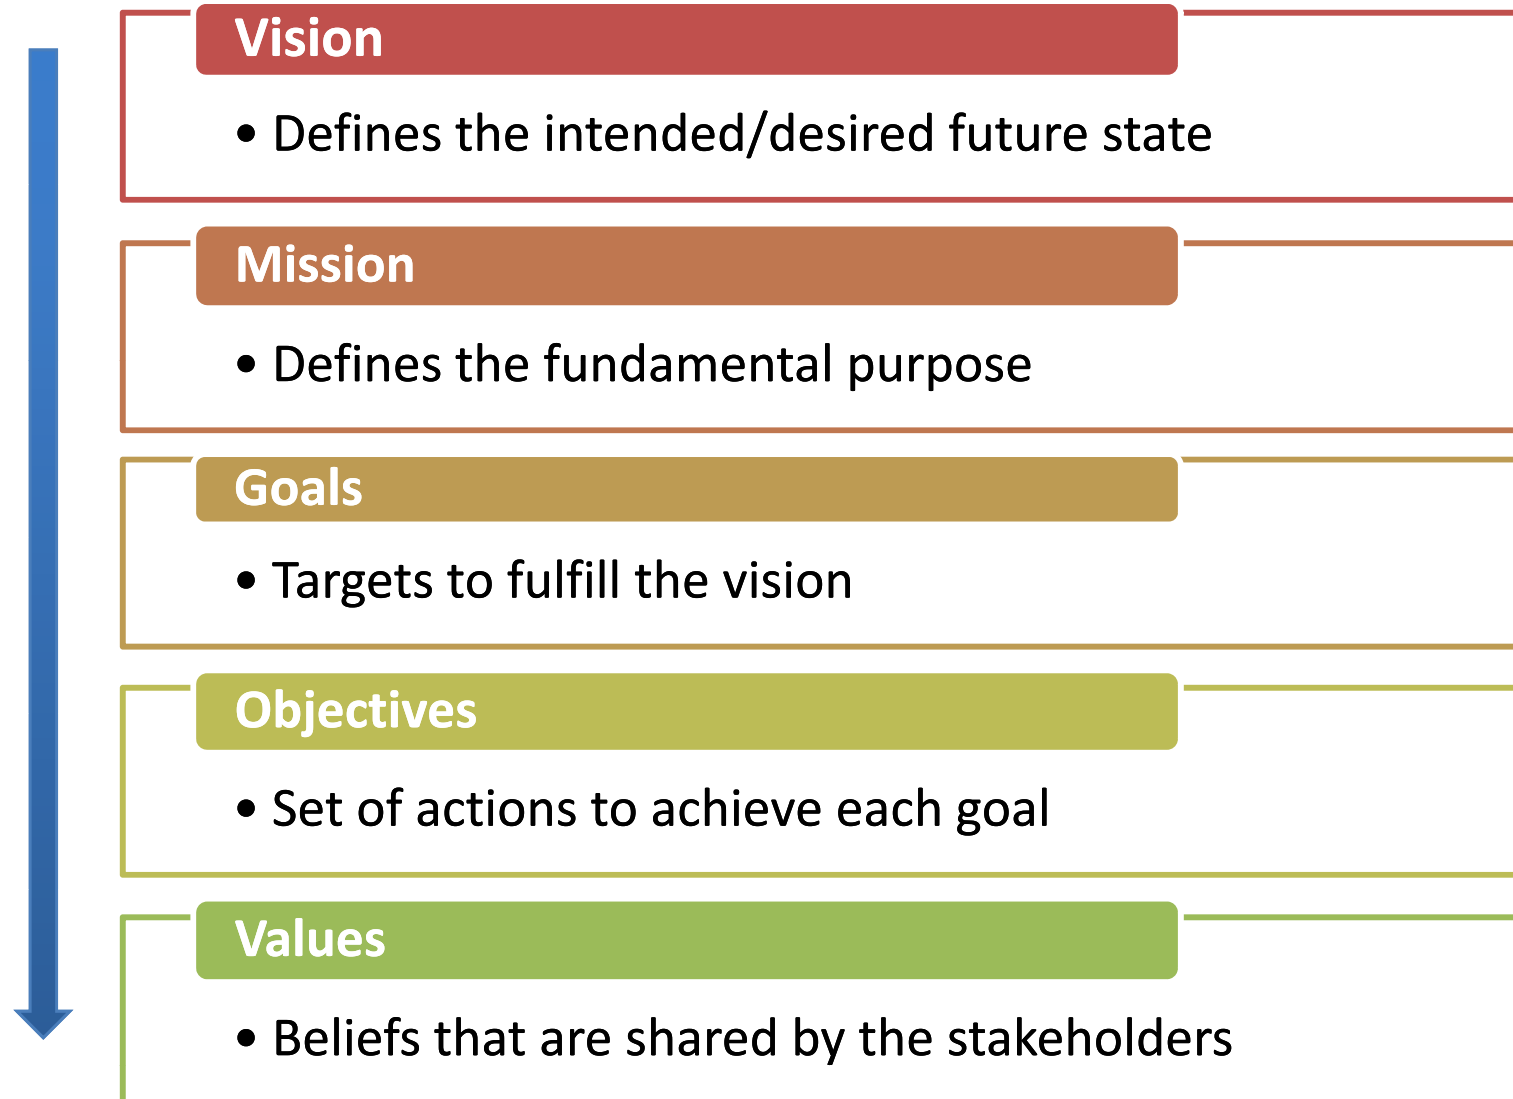 Vision
• Defines the intended/desired future state
Mission
• Defines the fundamental purpose
Goals
• Targets to fulfill the vision
Objectives
• Set of actions to achieve each goal
Values
• Beliefs that are shared by the stakeholders